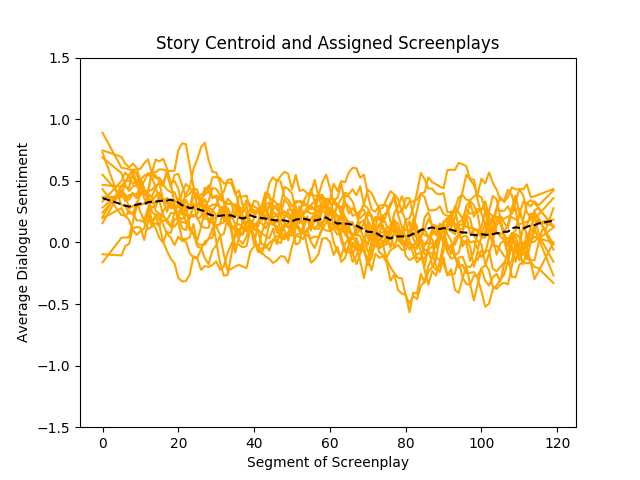 Story Centroid and Assigned Screenplays
Average Dialogue Sentiment
1.5
1.0
0.5
0.0
−0.5
−1.0
−1.5
0 20 40 60 80 100 120
Segment of Screenplay